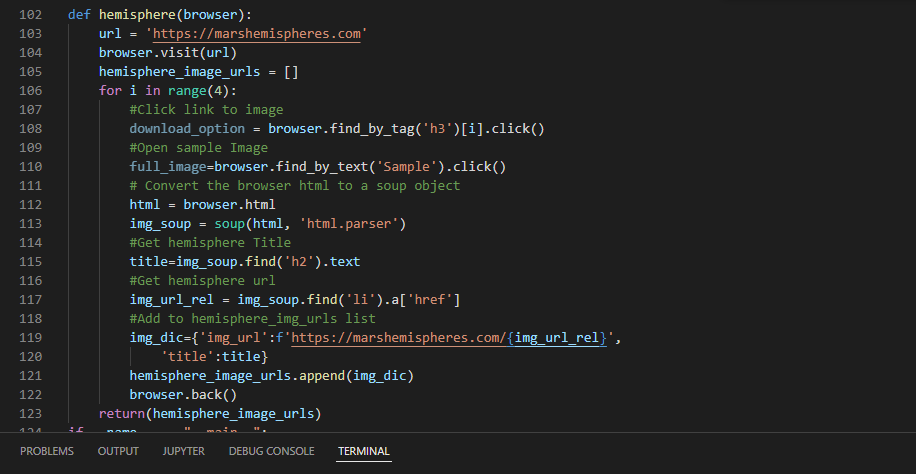 102 def hemisphere(browser):
103 url = 'https://marshemispheres.com'
104 browser.visit(url)
105 hemisphere_image_urls = []
106 for i in range(4):
107 #Click link to image
108 download_option = browser.find_by_tag('h3')[i].click()
109 #Open sample Image
110 full_image=browser.find_by_text('Sample').click()
111 # Convert the browser html to a soup object
112 html = browser.html
113 img_soup = soup(html, 'html.parser')
114 #Get hemisphere Title
115 title=img_soup.find('h2').text
116 #Get hemisphere url
117 img_url_rel = img_soup.find('li').a['href']
118 #Add to hemisphere_img_urls list
119 img_dic={'img_url':f'https://marshemispheres.com/{img_url_rel}',
120 'title':title}
121 hemisphere_image_urls.append(img_dic)
122 browser.back()
123 return(hemisphere_image_urls)
PROBLEMS OUTPUT JUPYTER DEBUG CONSOLE TERMINAL